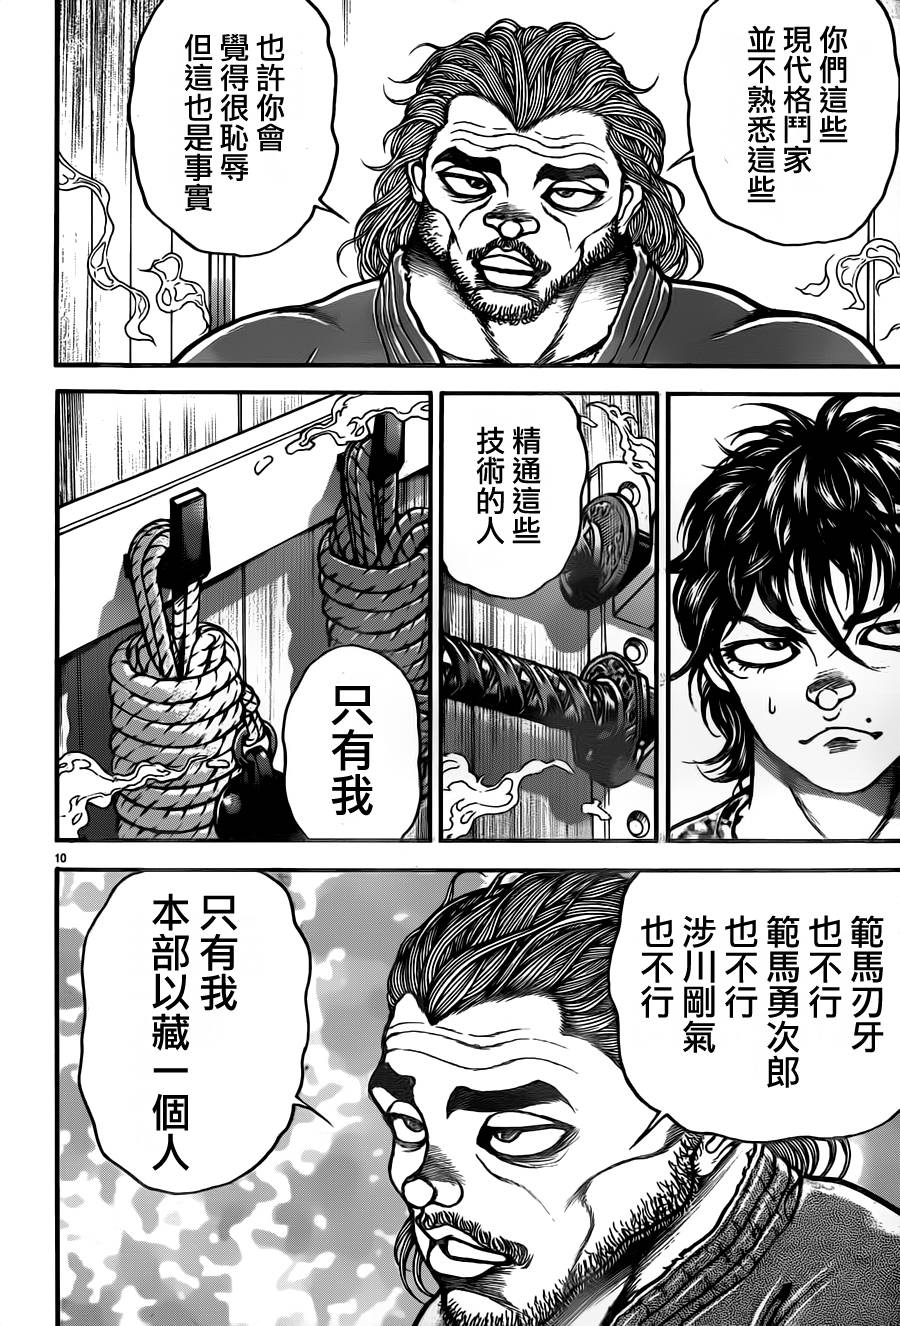 你們這些
現代格鬥家
並不熟悉這些
也許你會
覺得很恥辱
但這也是事實
精通這些
技術的人
只有我
10
範馬刃牙
也不行
範馬勇次郎
也不行
涉川剛氣
也不行
只有我
本部以藏一個人